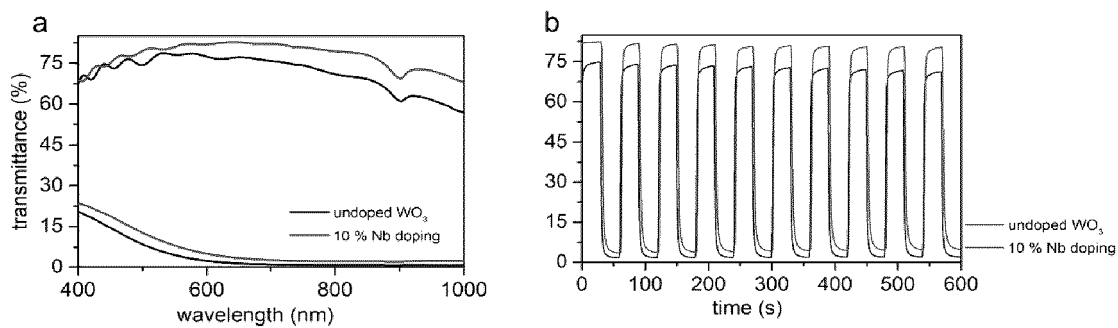 a
75
60
45
30
15
0
transmittance (%)
undoped WO₃
10 % Nb doping
400
600
800
1000
wavelength (nm)
b
75
60
45
30
15
0
0
100
200
300
400
500
600
time (s)
undoped WO₃
10 % Nb doping